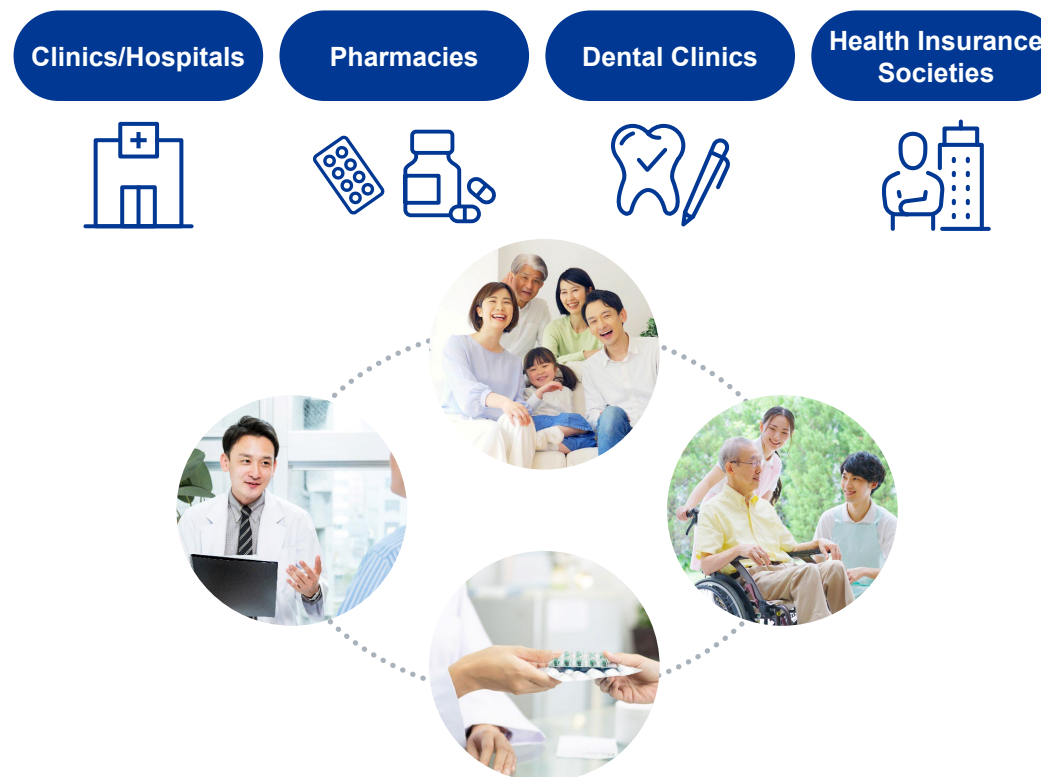 Clinics/Hospitals
Pharmacies
Dental Clinics
Health Insurance
Societies